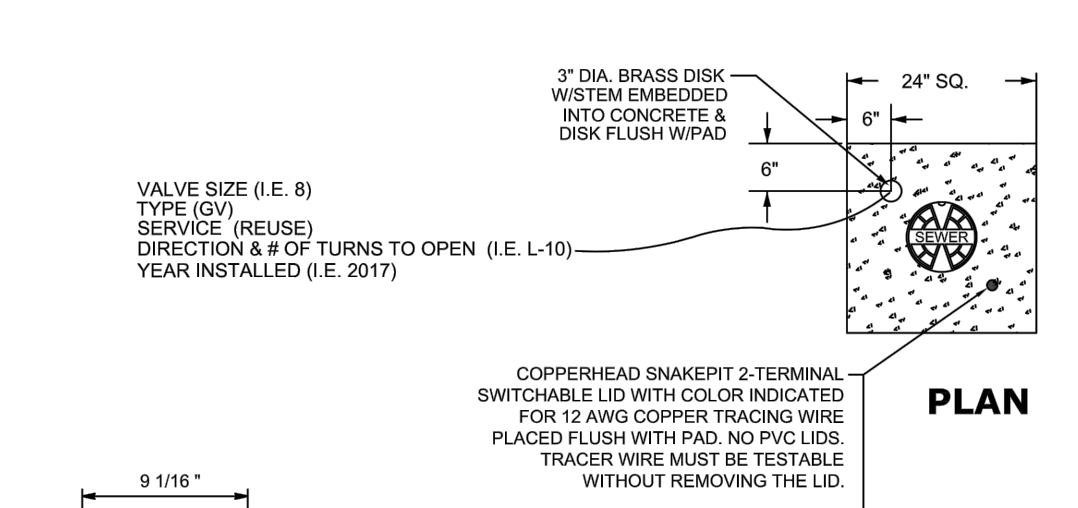 3" DIA. BRASS DISK
W/STEM EMBEDDED
INTO CONCRETE &
DISK FLUSH W/PAD
24" SQ.
6"
6"
VALVE SIZE (I.E. 8)
TYPE (GV)
SERVICE (REUSE)
DIRECTION & # OF TURNS TO OPEN (I.E. L-10)
YEAR INSTALLED (I.E. 2017)
SEWER
COPPERHEAD SNAKEPIT 2-TERMINAL
SWITCHABLE LID WITH COLOR INDICATED
FOR 12 AWG COPPER TRACING WIRE
PLACED FLUSH WITH PAD. NO PVC LIDS.
TRACER WIRE MUST BE TESTABLE
WITHOUT REMOVING THE LID.
PLAN
9 1/16 "